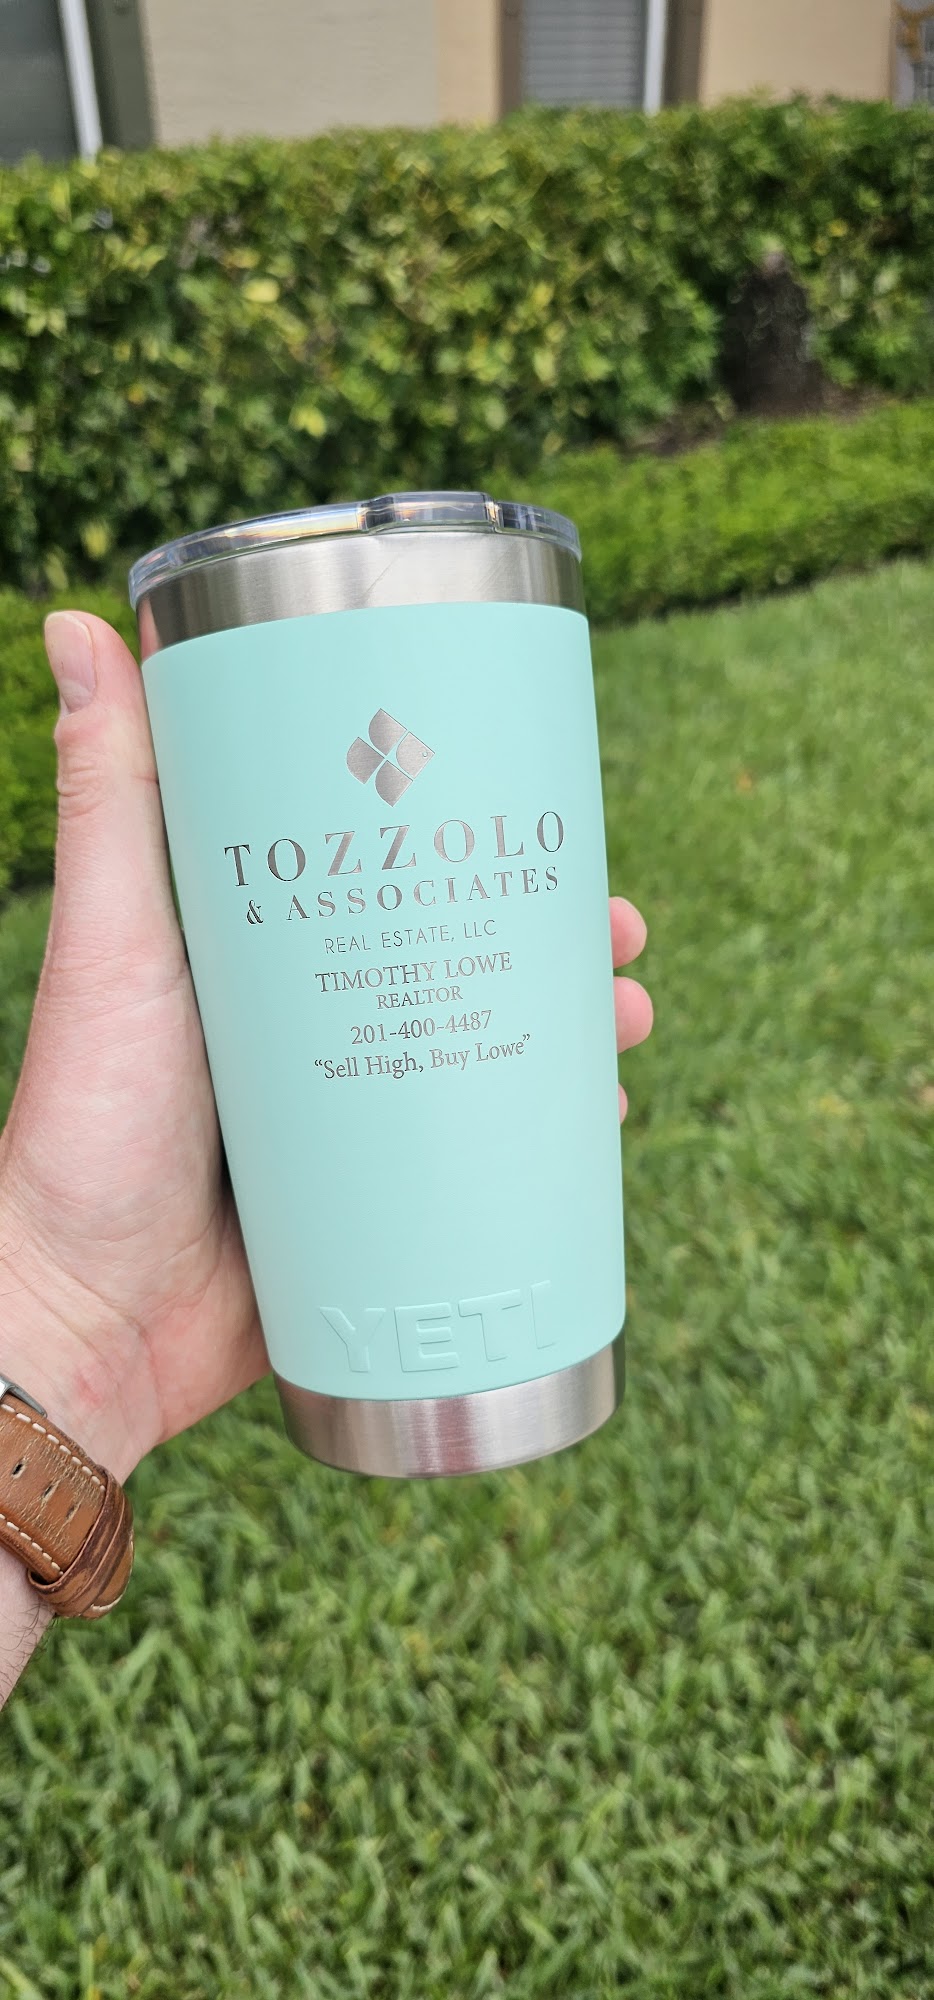 TOZZOLO
& ASSOCIATES
REAL ESTATE, LLC
TIMOTHY LOWE
REALTOR
201-400-4487
“Sell High, Buy Lowe”
YETI